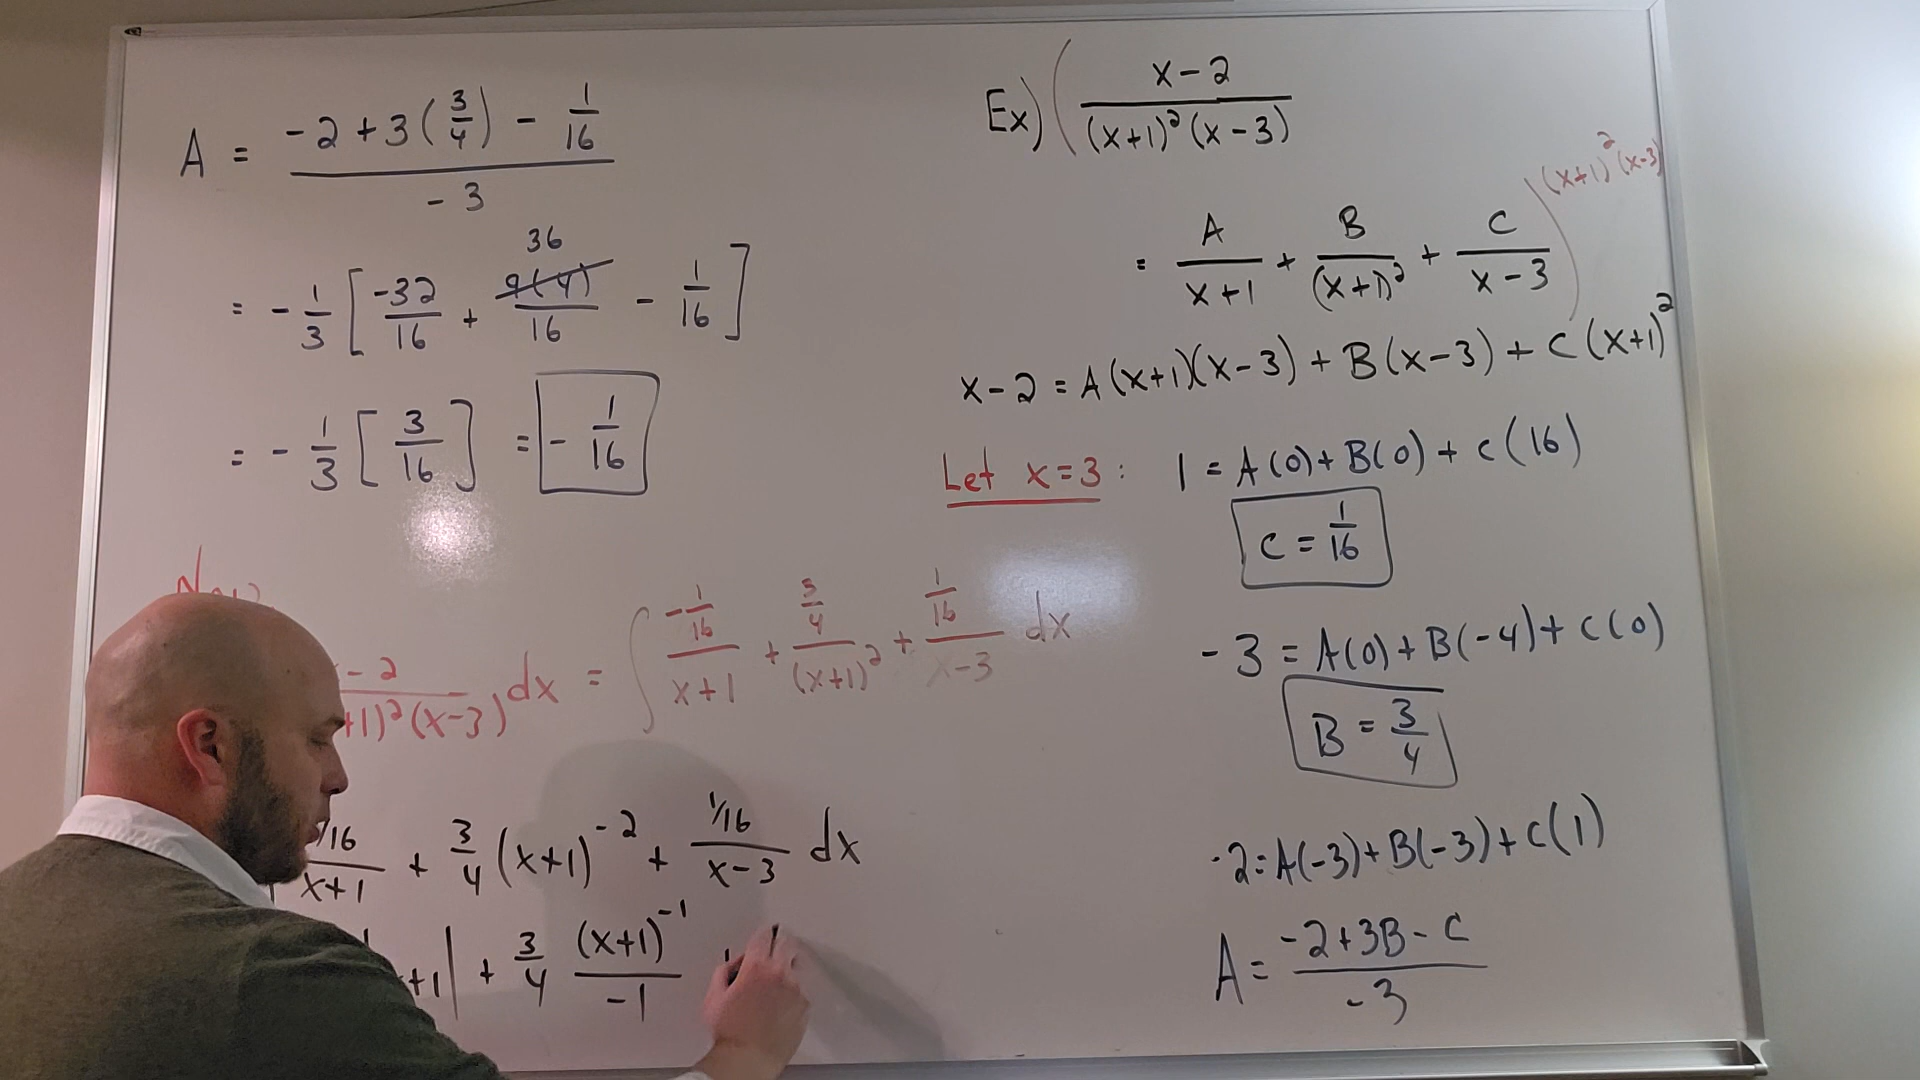 A = (-2 + 3(3/4) - 1/16) / -3
= -1/3 [ -32/16 + 9(4)/16 - 1/16 ]
36
= -1/3 [ 3/16 ] = -1/16
Ex) (x-2) / ((x+1)²(x-3))
= A/(x+1) + B/(x+1)² + C/(x-3)
(x+1)²(x-3)
x-2 = A(x+1)(x-3) + B(x-3) + C(x+1)²
Let x=3: 1 = A(0) + B(0) + C(16)
C = 1/16
-3 = A(0) + B(-4) + C(0)
B = 3/4
-2 = A(-3) + B(-3) + C(1)
A = (-2+3B-C) / -3
-2 / +1)²(x-3) dx = ∫ (-1/16)/(x+1) + (3/4)/(x+1)² + (1/16)/(x-3) dx
/16 / x+1 + 3/4 (x+1)⁻² + (1/16)/(x-3) dx
+1| + 3/4 (x+1)⁻¹/-1